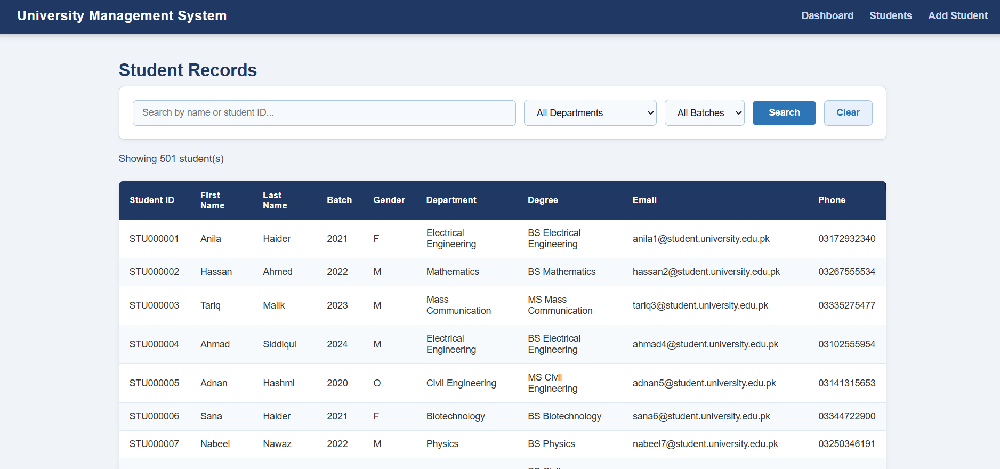 University Management System
Dashboard Students Add Student
Student Records
Search by name or student ID... All Departments All Batches Search Clear
Showing 501 student(s)
Student ID First Name Last Name Batch Gender Department Degree Email Phone
STU000001 Anila Haider 2021 F Electrical Engineering BS Electrical Engineering anila1@student.university.edu.pk 03172932340
STU000002 Hassan Ahmed 2022 M Mathematics BS Mathematics hassan2@student.university.edu.pk 03267555534
STU000003 Tariq Malik 2023 M Mass Communication MS Mass Communication tariq3@student.university.edu.pk 03335275477
STU000004 Ahmad Siddiqui 2024 M Electrical Engineering BS Electrical Engineering ahmad4@student.university.edu.pk 03102555954
STU000005 Adnan Hashmi 2020 O Civil Engineering MS Civil Engineering adnan5@student.university.edu.pk 03141315653
STU000006 Sana Haider 2021 F Biotechnology BS Biotechnology sana6@student.university.edu.pk 03344722900
STU000007 Nabeel Nawaz 2022 M Physics BS Physics nabeel7@student.university.edu.pk 03250346191